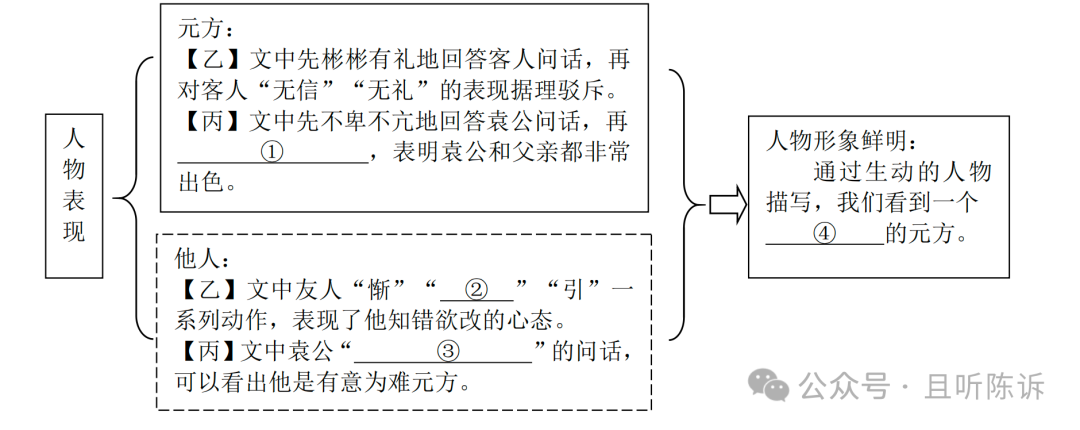 人物表现
元方：
【乙】文中先彬彬有礼地回答客人问话，再
对客人“无信”“无礼”的表现据理驳斥。
【丙】文中先不卑不亢地回答袁公问话，再
①，表明袁公和父亲都非常
出色。
他人：
【乙】文中友人“惭”“②”“引”一
系列动作，表现了他知错欲改的心态。
【丙】文中袁公“③”的问话，
可以看出他是有意为难元方。
人物形象鲜明：
通过生动的人物
描写，我们看到一个
④的元方。
公众号·且听陈诉